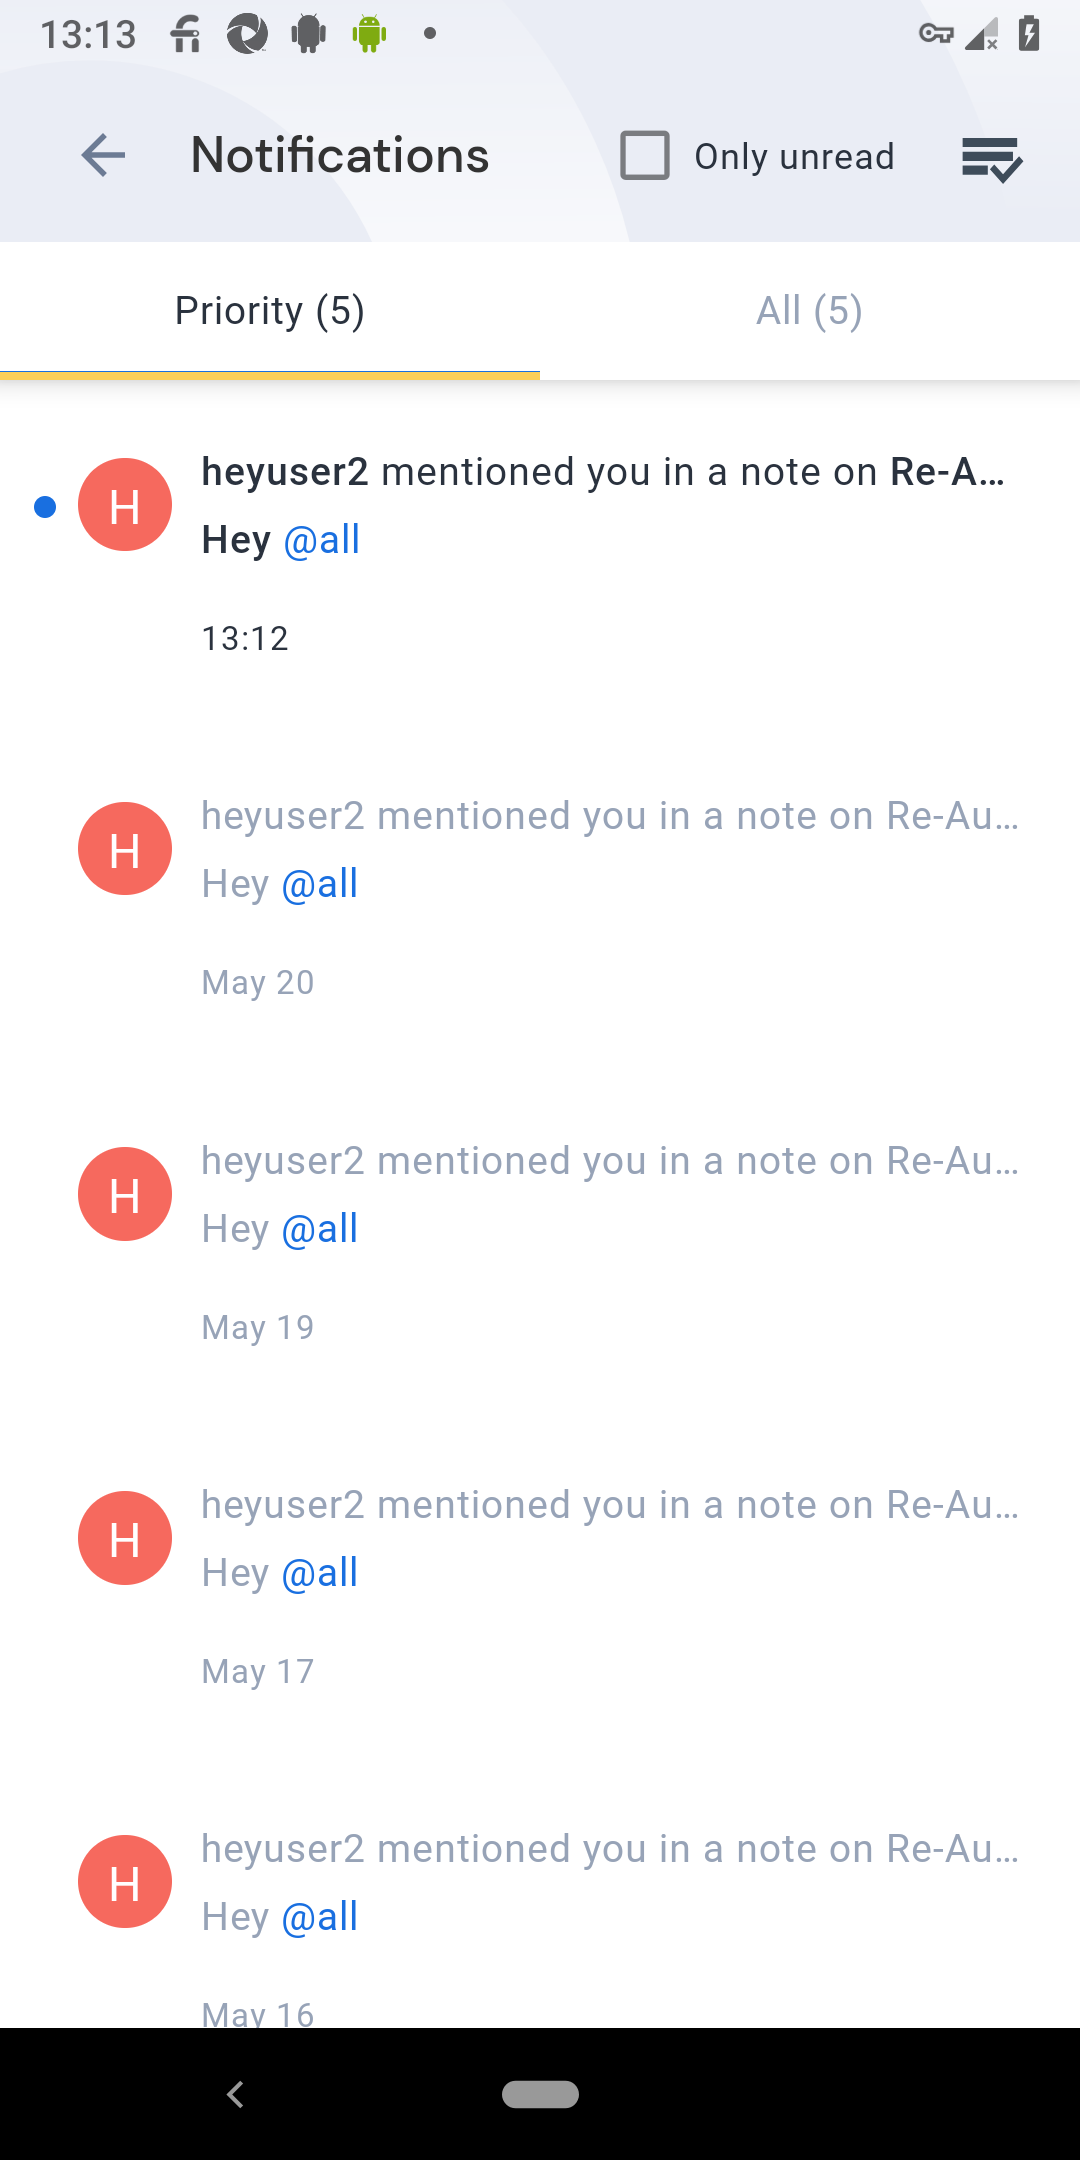 13:13
Notifications
Only unread
Priority (5)
All (5)
heyuser2 mentioned you in a note on Re-A...
Hey @all
13:12
heyuser2 mentioned you in a note on Re-Au...
Hey @all
May 20
heyuser2 mentioned you in a note on Re-Au...
Hey @all
May 19
heyuser2 mentioned you in a note on Re-Au...
Hey @all
May 17
heyuser2 mentioned you in a note on Re-Au...
Hey @all
May 16
H
H
H
H
H